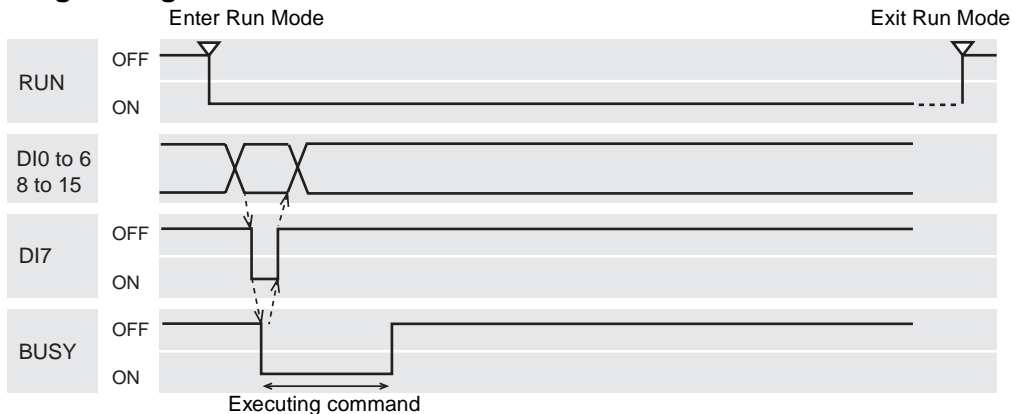 Enter Run Mode
Exit Run Mode
RUN
OFF
ON
DI0 to 6
8 to 15
DI7
OFF
ON
BUSY
OFF
ON
Executing command